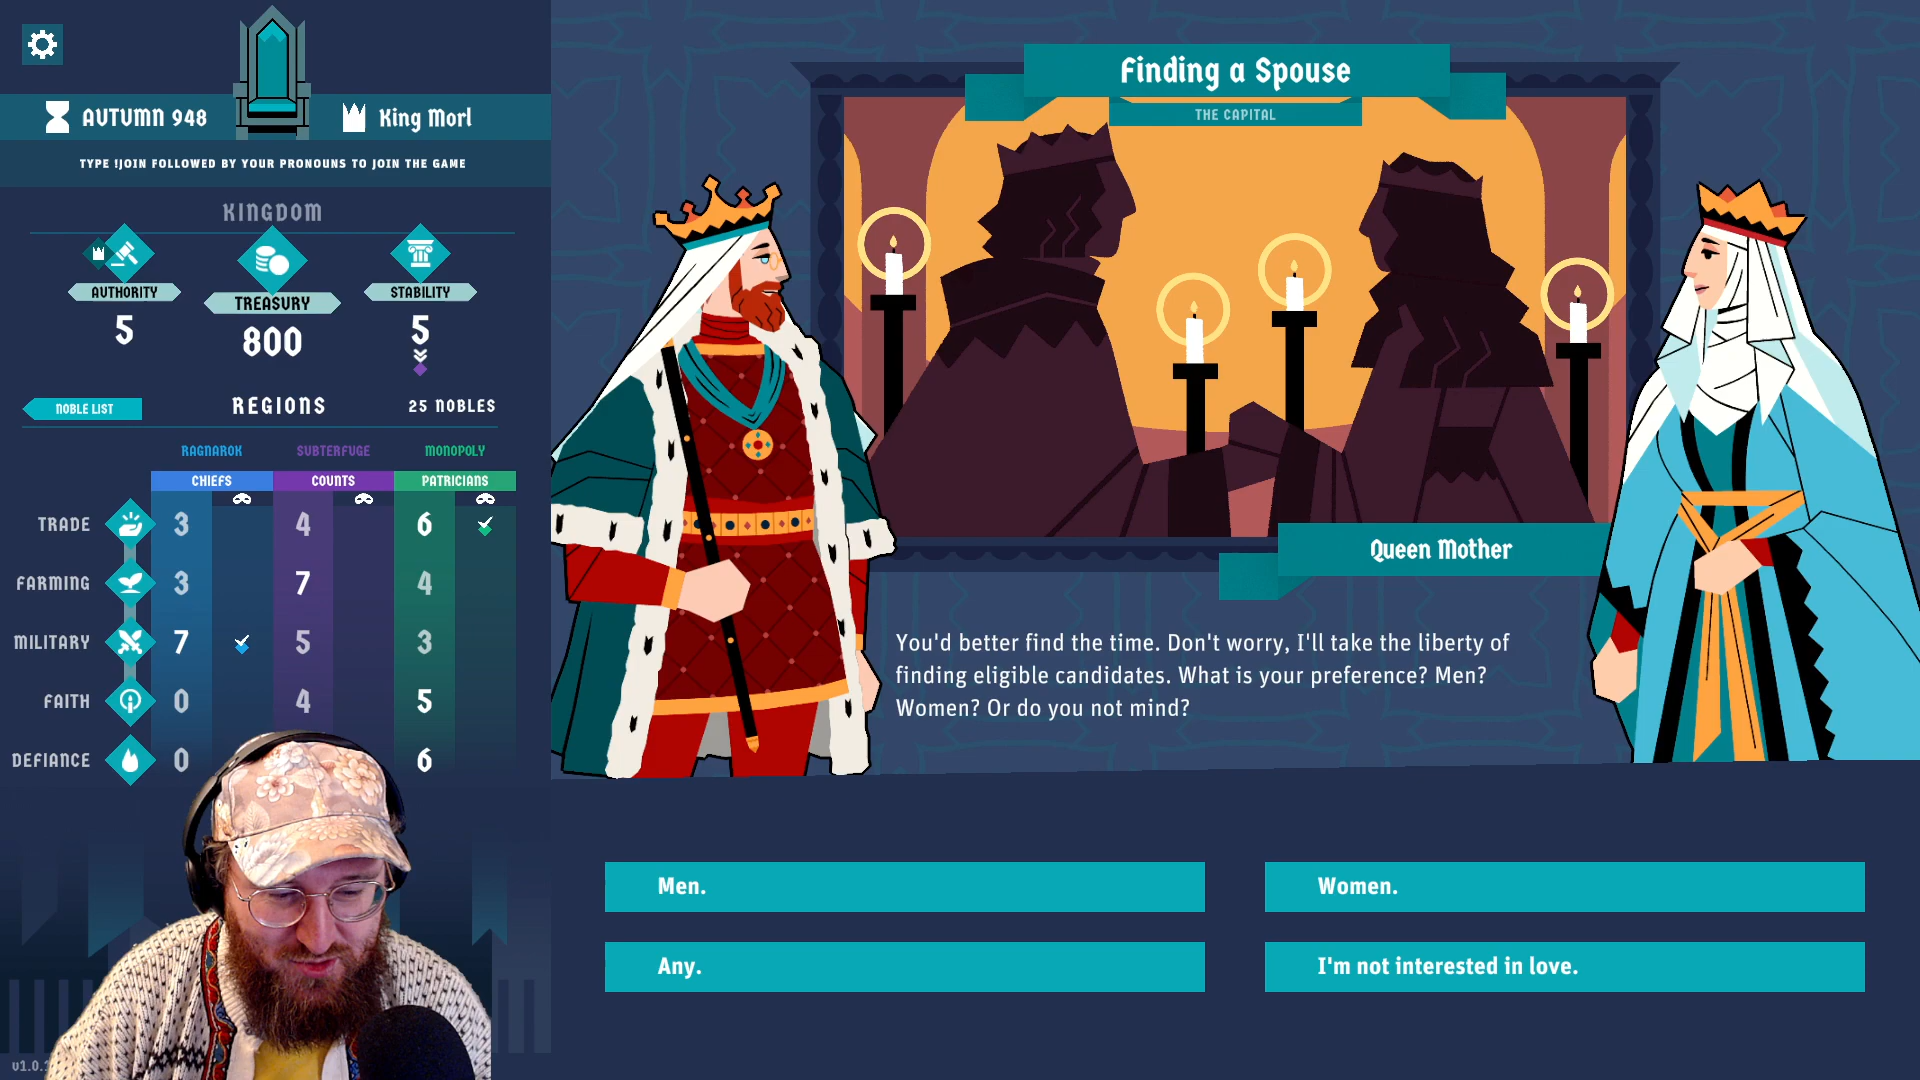 AUTUMN 948
King Morl
TYPE !JOIN FOLLOWED BY YOUR PRONOUNS TO JOIN THE GAME
KINGDOM
AUTHORITY
5
TREASURY
800
STABILITY
5
NOBLE LIST
REGIONS
25 NOBLES
RAGNAROK
SUBTERFUGE
MONOPOLY
CHIEFS
COUNTS
PATRICIANS
TRADE 3 4 6
FARMING 3 7 4
MILITARY 7 5 3
FAITH 0 4 5
DEFIANCE 0 6
Finding a Spouse
THE CAPITAL
Queen Mother
You'd better find the time. Don't worry, I'll take the liberty of
finding eligible candidates. What is your preference? Men?
Women? Or do you not mind?
Men.
Women.
Any.
I'm not interested in love.